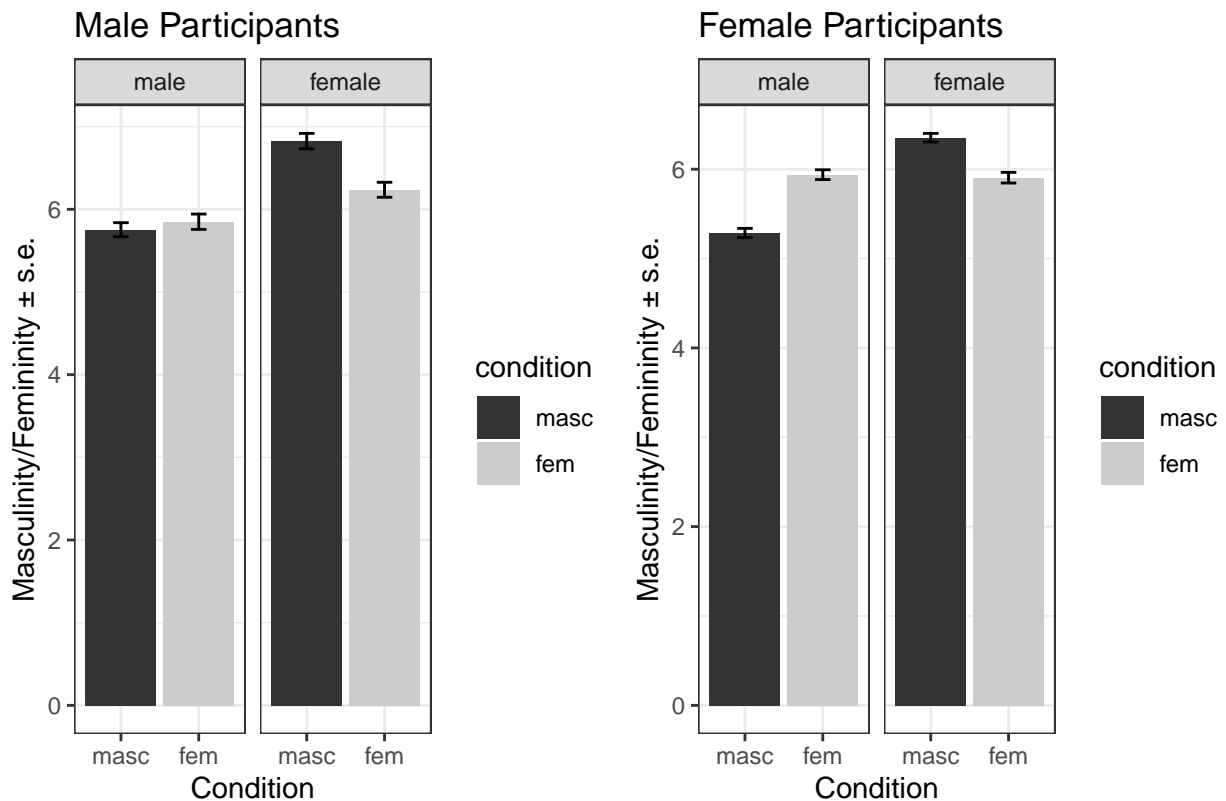 Male Participants
male
female
Masculinity/Femininity ± s.e.
6
4
2
0
masc
fem
masc
fem
Condition
condition
masc
fem
Female Participants
male
female
Masculinity/Femininity ± s.e.
6
4
2
0
masc
fem
masc
fem
Condition
condition
masc
fem